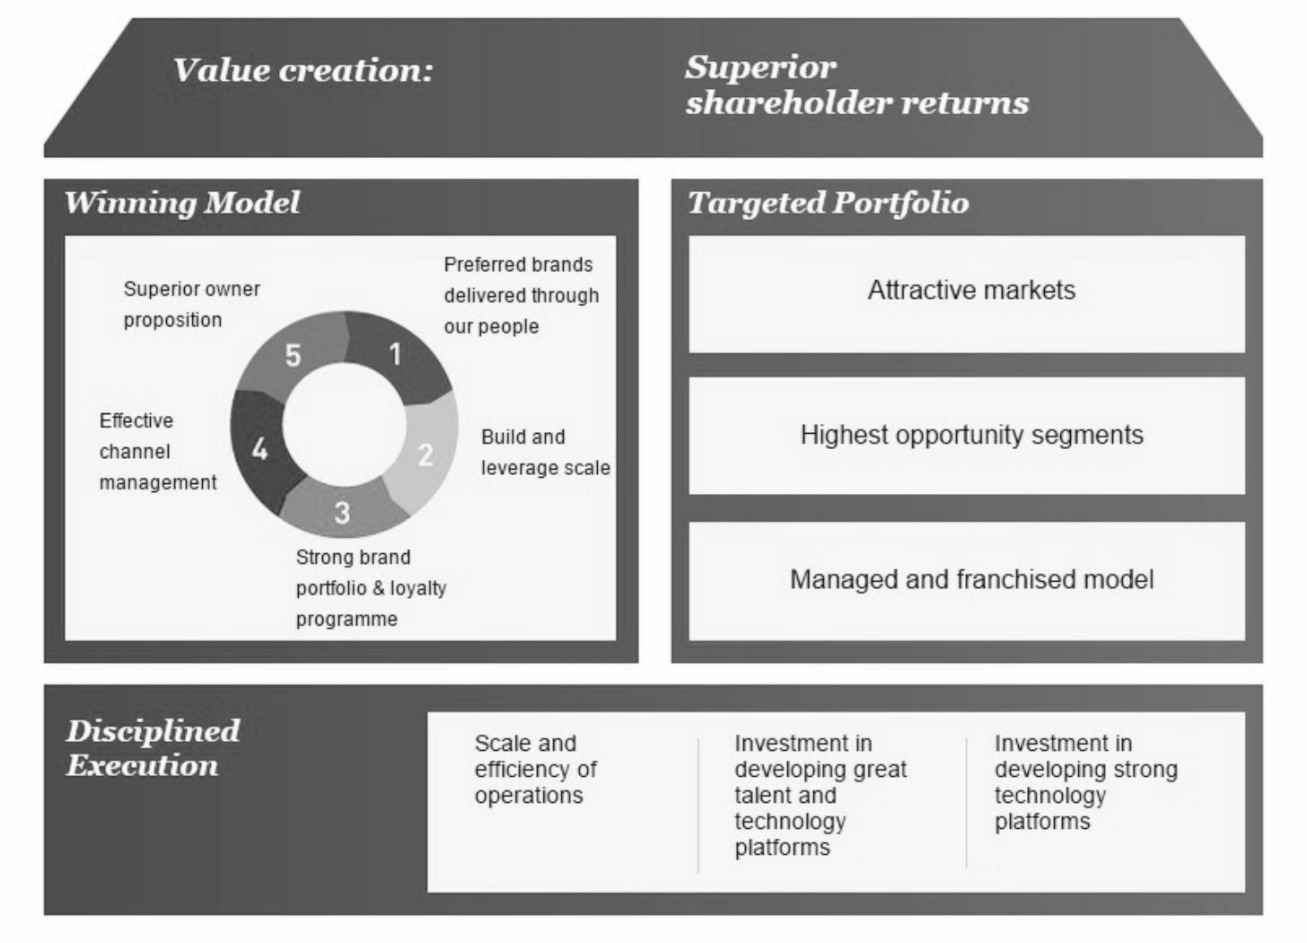 Value creation:
Superior
shareholder returns
Winning Model
Superior owner
proposition
Preferred brands
delivered through
our people
5
1
Effective
channel
management
4
2
Build and
leverage scale
3
Strong brand
portfolio & loyalty
programme
Targeted Portfolio
Attractive markets
Highest opportunity segments
Managed and franchised model
Disciplined
Execution
Scale and
efficiency of
operations
Investment in
developing great
talent and
technology
platforms
Investment in
developing strong
technology
platforms